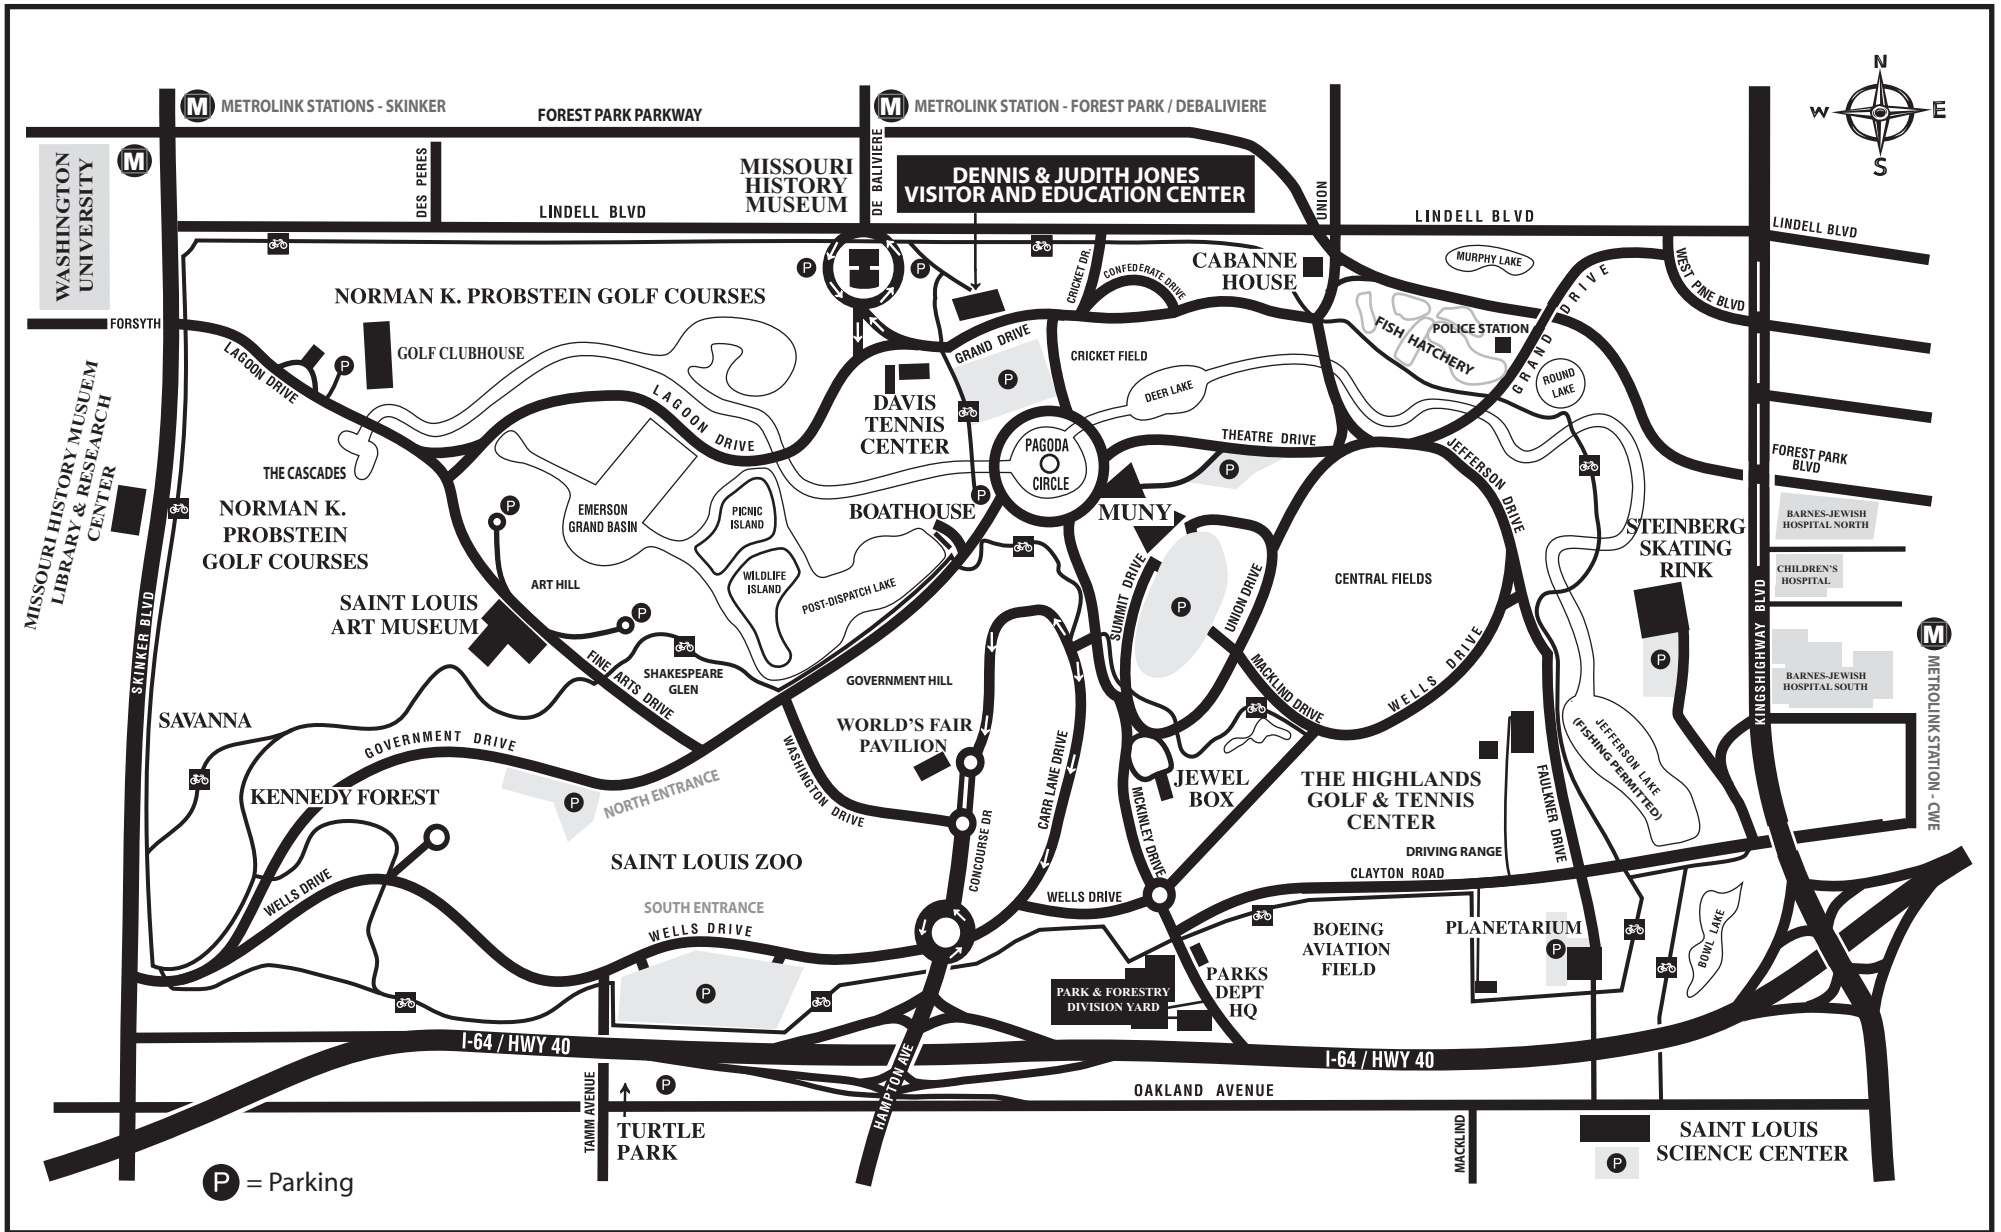 N
W
E
S
M METROLINK STATIONS - SKINKER
FOREST PARK PARKWAY
M METROLINK STATION - FOREST PARK / DEBALIVIERE
M
WASHINGTON
UNIVERSITY
DES PERES
LINDELL BLVD
MISSOURI
HISTORY
MUSEUM
DE BALIVIERE
DENNIS & JUDITH JONES
VISITOR AND EDUCATION CENTER
UNION
LINDELL BLVD
LINDELL BLVD
MURPHY LAKE
WEST PINE BLVD
CABANNE
HOUSE
CRICKET DR.
CONFEDERATE DRIVE
P
P
NORMAN K. PROBSTEIN GOLF COURSES
FORSYTH
LAGOON DRIVE
P
GOLF CLUBHOUSE
GRAND DRIVE
P
CRICKET FIELD
FISH HATCHERY
POLICE STATION
GRAND DRIVE
ROUND
LAKE
DEER LAKE
LAGOON DRIVE
DAVIS
TENNIS
CENTER
PAGODA
CIRCLE
THEATRE DRIVE
P
JEFFERSON DRIVE
FOREST PARK
BLVD
MISSOURI HISTORY MUSUEM
LIBRARY & RESEARCH
CENTER
THE CASCADES
NORMAN K.
PROBSTEIN
GOLF COURSES
P
EMERSON
GRAND BASIN
PICNIC
ISLAND
BOATHOUSE
P
MUNY
STEINBERG
SKATING
RINK
BARNES-JEWISH
HOSPITAL NORTH
CHILDREN'S
HOSPITAL
ART HILL
WILDLIFE
ISLAND
POST-DISPATCH LAKE
SUMMIT DRIVE
P
UNION DRIVE
CENTRAL FIELDS
SAINT LOUIS
ART MUSEUM
P
SKINKER BLVD
FINE ARTS DRIVE
SHAKESPEARE
GLEN
GOVERNMENT HILL
MACKLIND DRIVE
WELLS DRIVE
P
KINGSHIGHWAY BLVD
BARNES-JEWISH
HOSPITAL SOUTH
M METROLINK STATION - CWE
SAVANNA
GOVERNMENT DRIVE
WORLD'S FAIR
PAVILION
WASHINGTON DRIVE
CARR LANE DRIVE
JEWEL
BOX
THE HIGHLANDS
GOLF & TENNIS
CENTER
JEFFERSON LAKE
(FISHING PERMITTED)
FAULKNER DRIVE
KENNEDY FOREST
P
NORTH ENTRANCE
SAINT LOUIS ZOO
CONCOURSE DR
MCKINLEY DRIVE
DRIVING RANGE
CLAYTON ROAD
WELLS DRIVE
SOUTH ENTRANCE
WELLS DRIVE
WELLS DRIVE
P
BOEING
AVIATION
FIELD
PLANETARIUM
P
BOWL LAKE
PARK & FORESTRY
DIVISION YARD
PARKS
DEPT
HQ
I-64 / HWY 40
I-64 / HWY 40
HAMPTON AVE
TAMM AVENUE
P
OAKLAND AVENUE
TURTLE
PARK
MACKLIND
SAINT LOUIS
SCIENCE CENTER
P
P = Parking